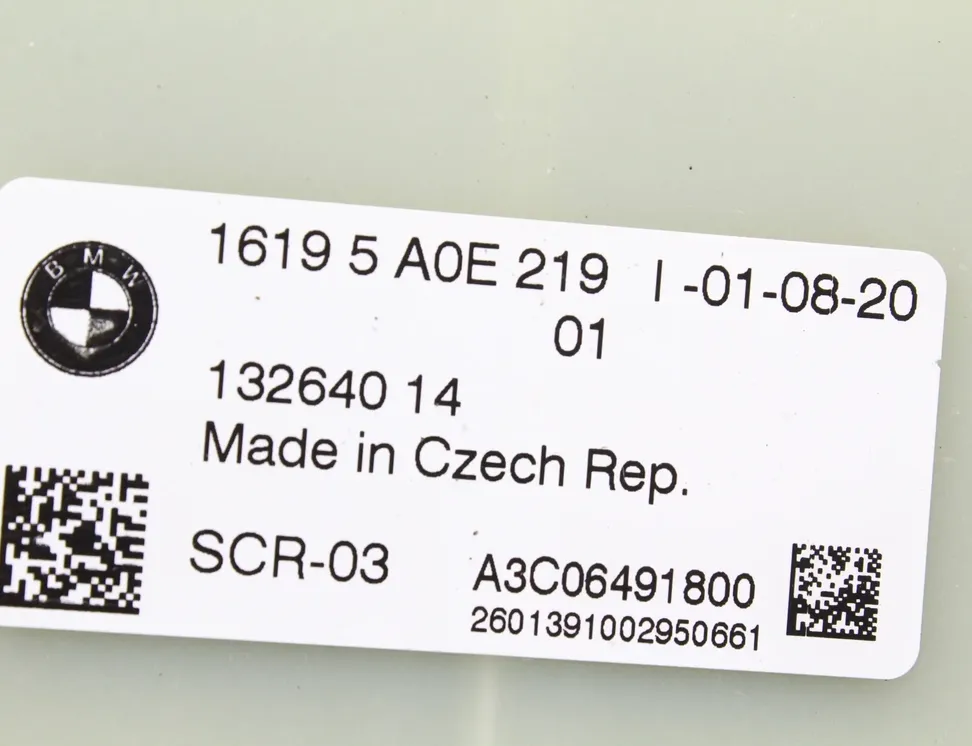 BMW
1619 5 A0E 219 I -01-08-20
01
132640 14
Made in Czech Rep.
SCR-03
A3C06491800
2601391002950661